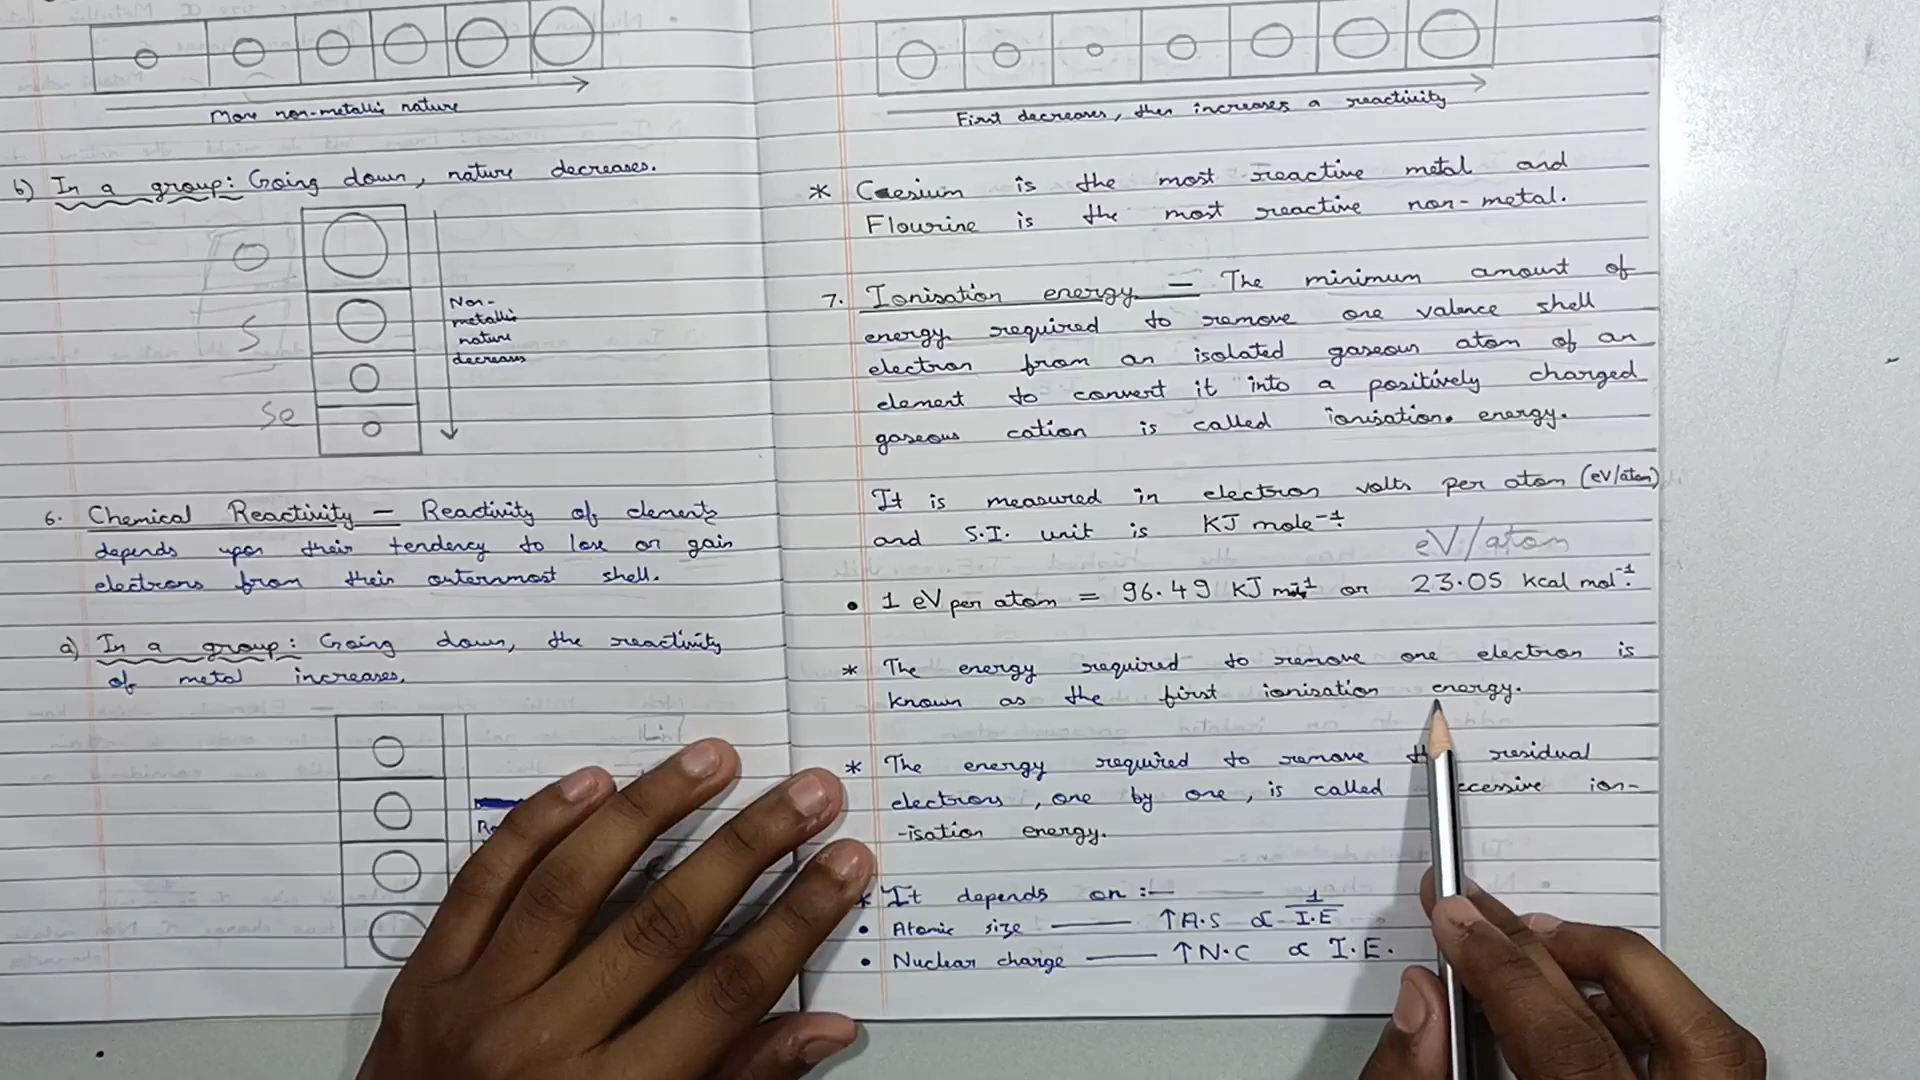 More non-metallic nature
b) In a group: Going down, nature decreases.
O
S
Se
Non-
metallic
nature
decreases
6. Chemical Reactivity — Reactivity of elements
depends upon their tendency to lose or gain
electrons from their outermost shell.
a) In a group: Going down, the reactivity
of metal increases.
Li
First decreases, then increases a reactivity
* Caesium is the most reactive metal and
Flourine is the most reactive non-metal.
7. Ionisation energy — The minimum amount of
energy required to remove one valence shell
electron from an isolated gaseous atom of an
element to convert it into a positively charged
gaseous cation is called ionisation energy.
It is measured in electron volts per atom (eV/atom)
and S.I. unit is KJ mole⁻¹.
eV/atom
• 1 eV per atom = 96.49 KJ mol⁻¹ or 23.05 Kcal mol⁻¹.
* The energy required to remove one electron is
known as the first ionisation energy.
* The energy required to remove residual
electrons, one by one, is called ion-
-isation energy.
* It depends on :—
• Atomic size — ↑A.S ∝ 1/I.E
• Nuclear charge — ↑N.C ∝ I.E.